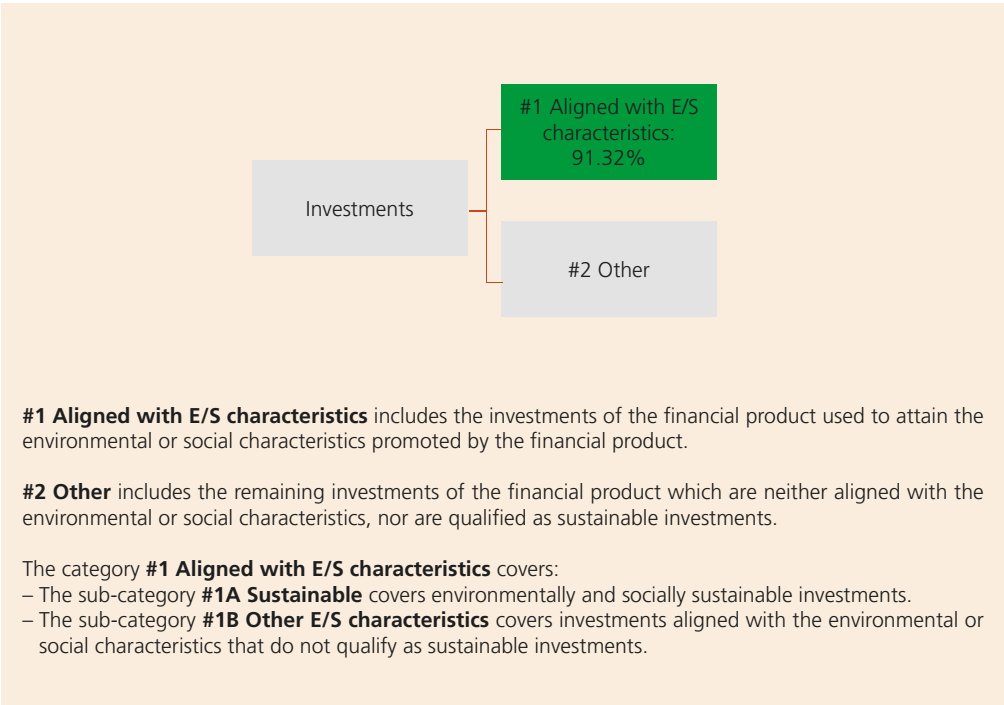 #1 Aligned with E/S
characteristics:
91.32%
Investments
#2 Other
#1 Aligned with E/S characteristics includes the investments of the financial product used to attain the
environmental or social characteristics promoted by the financial product.
#2 Other includes the remaining investments of the financial product which are neither aligned with the
environmental or social characteristics, nor are qualified as sustainable investments.
The category #1 Aligned with E/S characteristics covers:
– The sub-category #1A Sustainable covers environmentally and socially sustainable investments.
– The sub-category #1B Other E/S characteristics covers investments aligned with the environmental or
social characteristics that do not qualify as sustainable investments.